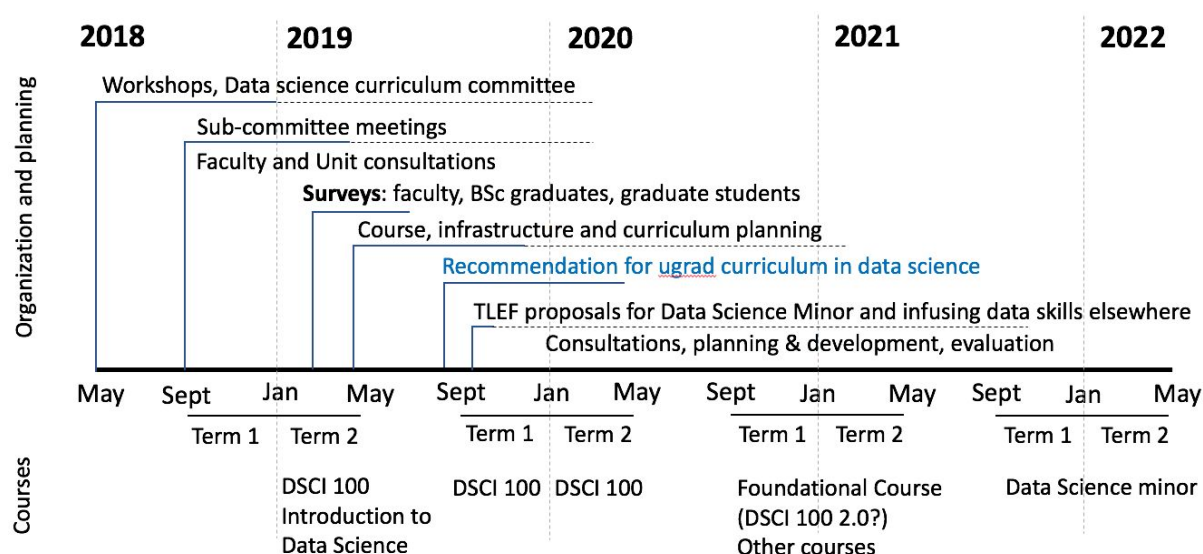 2018 2019 2020 2021 2022
Organization and planning
Workshops, Data science curriculum committee
Sub-committee meetings
Faculty and Unit consultations
Surveys: faculty, BSc graduates, graduate students
Course, infrastructure and curriculum planning
Recommendation for ugrad curriculum in data science
TLEF proposals for Data Science Minor and infusing data skills elsewhere
Consultations, planning & development, evaluation
May Sept Jan May Sept Jan May Sept Jan May Sept Jan May
Term 1 Term 2 Term 1 Term 2 Term 1 Term 2 Term 1 Term 2
Courses
DSCI 100
Introduction to
Data Science
DSCI 100 DSCI 100
Foundational Course
(DSCI 100 2.0?)
Other courses
Data Science minor